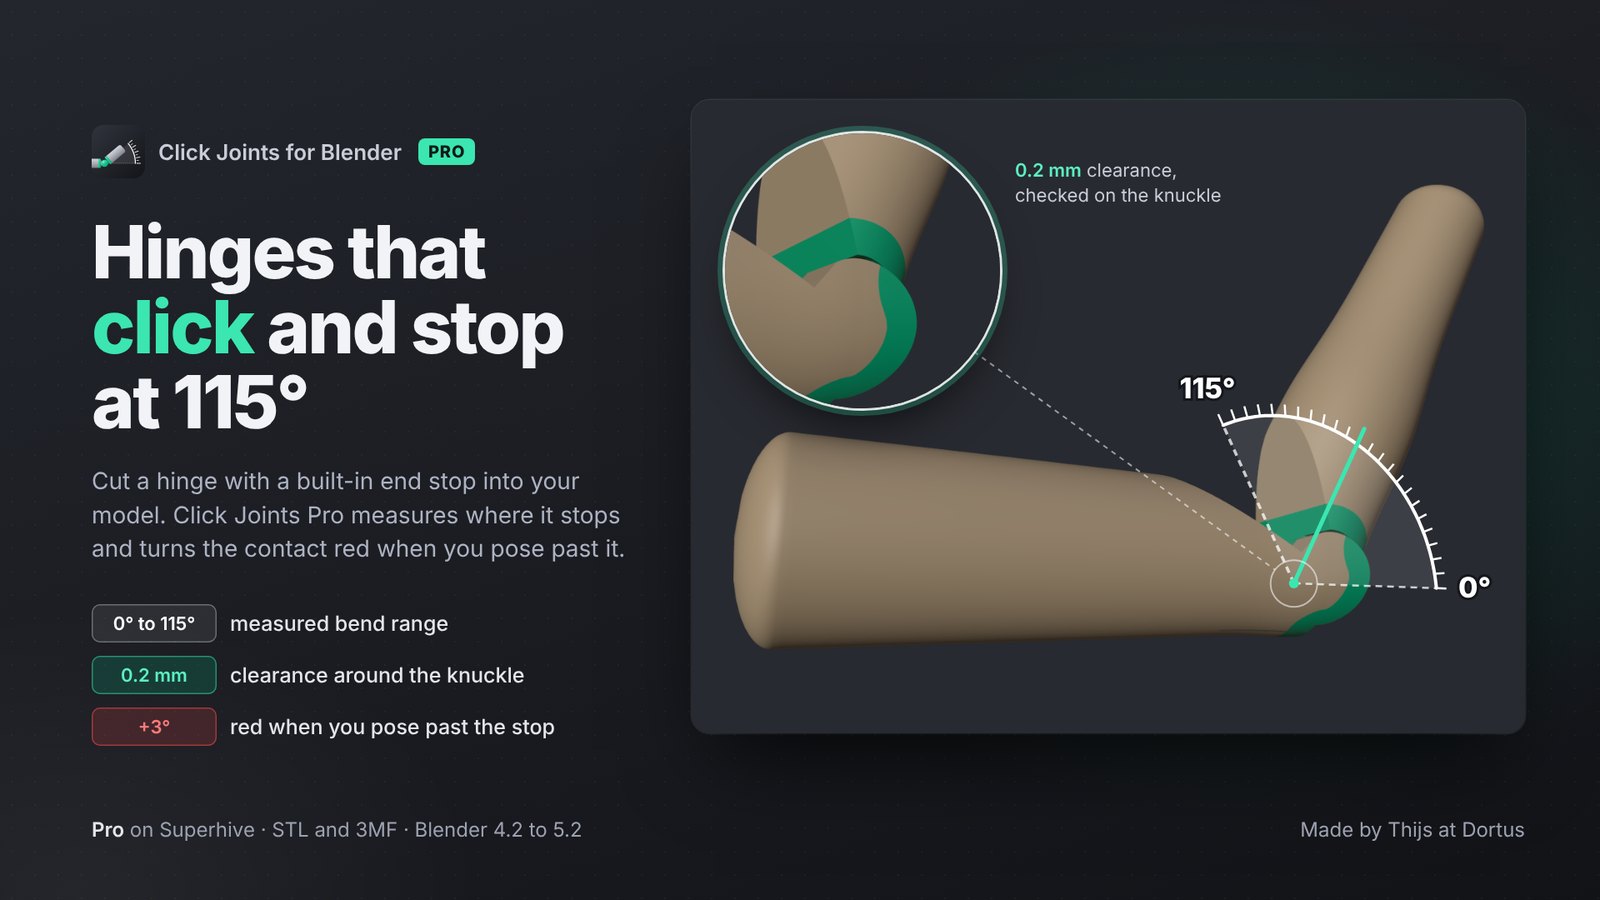 Click Joints for Blender PRO
Hinges that
click and stop
at 115°
Cut a hinge with a built-in end stop into your
model. Click Joints Pro measures where it stops
and turns the contact red when you pose past it.
0° to 115° measured bend range
0.2 mm clearance around the knuckle
+3° red when you pose past the stop
Pro on Superhive · STL and 3MF · Blender 4.2 to 5.2
0.2 mm clearance,
checked on the knuckle
115°
0°
Made by Thijs at Dortus